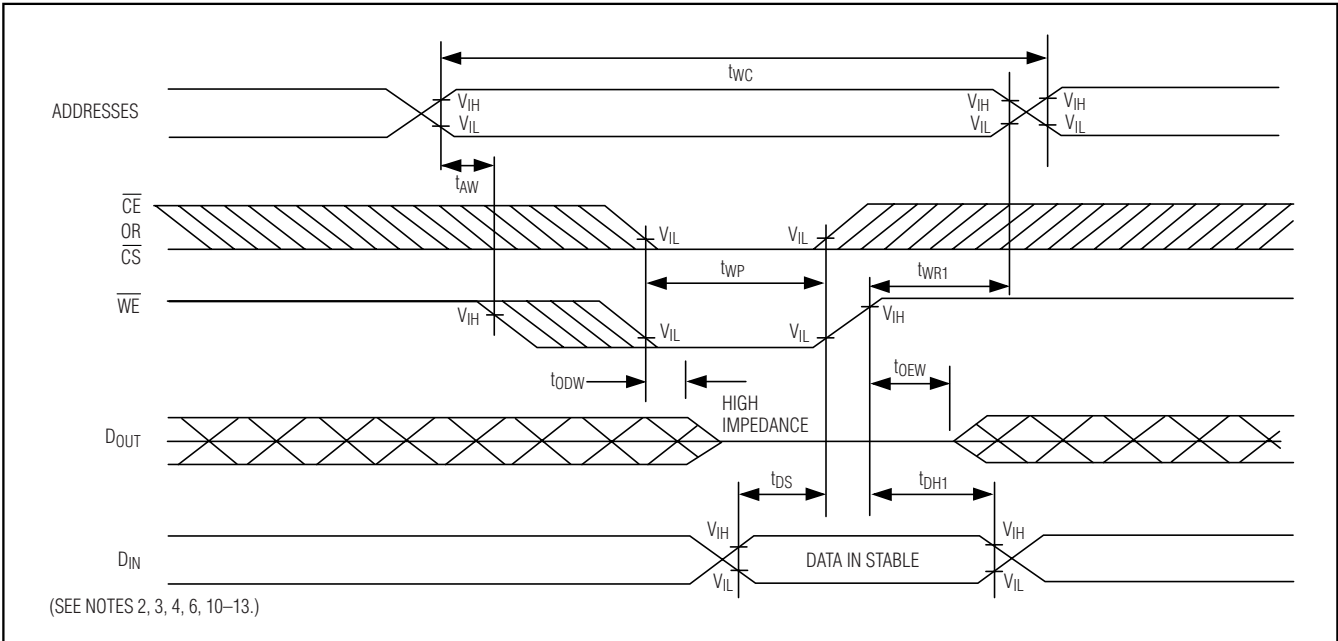 tWC
ADDRESSES
VIH
VIL
VIH
VIL
VIH
VIL
tAW
CE
OR
CS
VIL
VIL
tWP
tWR1
WE
VIH
VIL
VIL
VIH
tODW
tOEW
HIGH
IMPEDANCE
DOUT
tDS
tDH1
VIH
VIH
DIN
DATA IN STABLE
VIL
VIL
(SEE NOTES 2, 3, 4, 6, 10–13.)